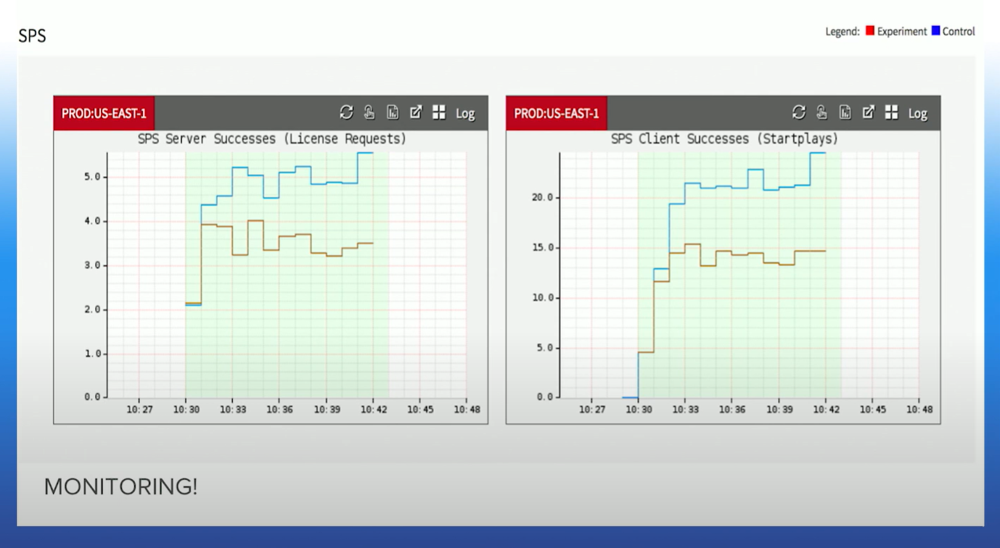 SPS
Legend: Experiment Control
PROD:US-EAST-1
Log
SPS Server Successes (License Requests)
5.0
4.0
3.0
2.0
1.0
0.0
10:27 10:30 10:33 10:36 10:39 10:42 10:45 10:48
PROD:US-EAST-1
Log
SPS Client Successes (Startplays)
20.0
15.0
10.0
5.0
0.0
10:27 10:30 10:33 10:36 10:39 10:42 10:45 10:48
MONITORING!